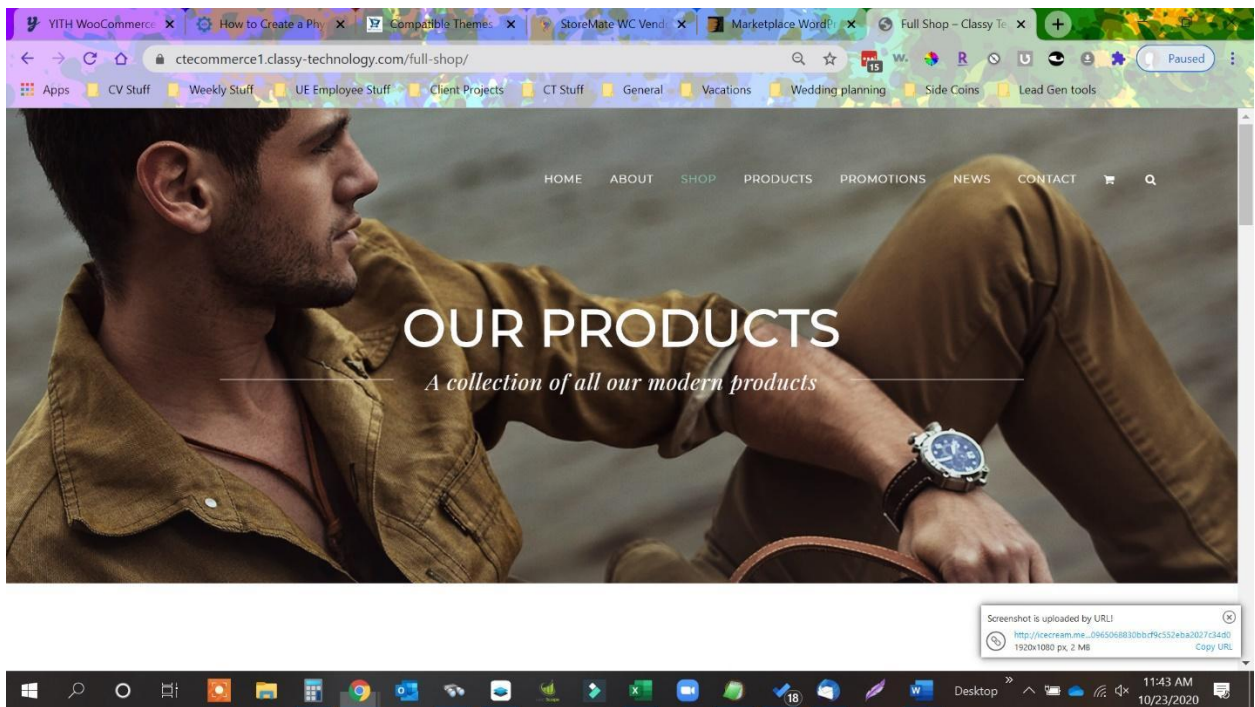 YITH WooCommerce
How to Create a Phy
Compatible Themes
StoreMate WC Vend
Marketplace WordPr
Full Shop – Classy Te
ctecommerce1.classy-technology.com/full-shop/
15
W.
R
Paused
Apps
CV Stuff
Weekly Stuff
UE Employee Stuff
Client Projects
CT Stuff
General
Vacations
Wedding planning
Side Coins
Lead Gen tools
HOME ABOUT SHOP PRODUCTS PROMOTIONS NEWS CONTACT
OUR PRODUCTS
A collection of all our modern products
Screenshot is uploaded by URL!
1920x1080 px, 2 MB
Copy URL
18
Desktop
11:43 AM
10/23/2020